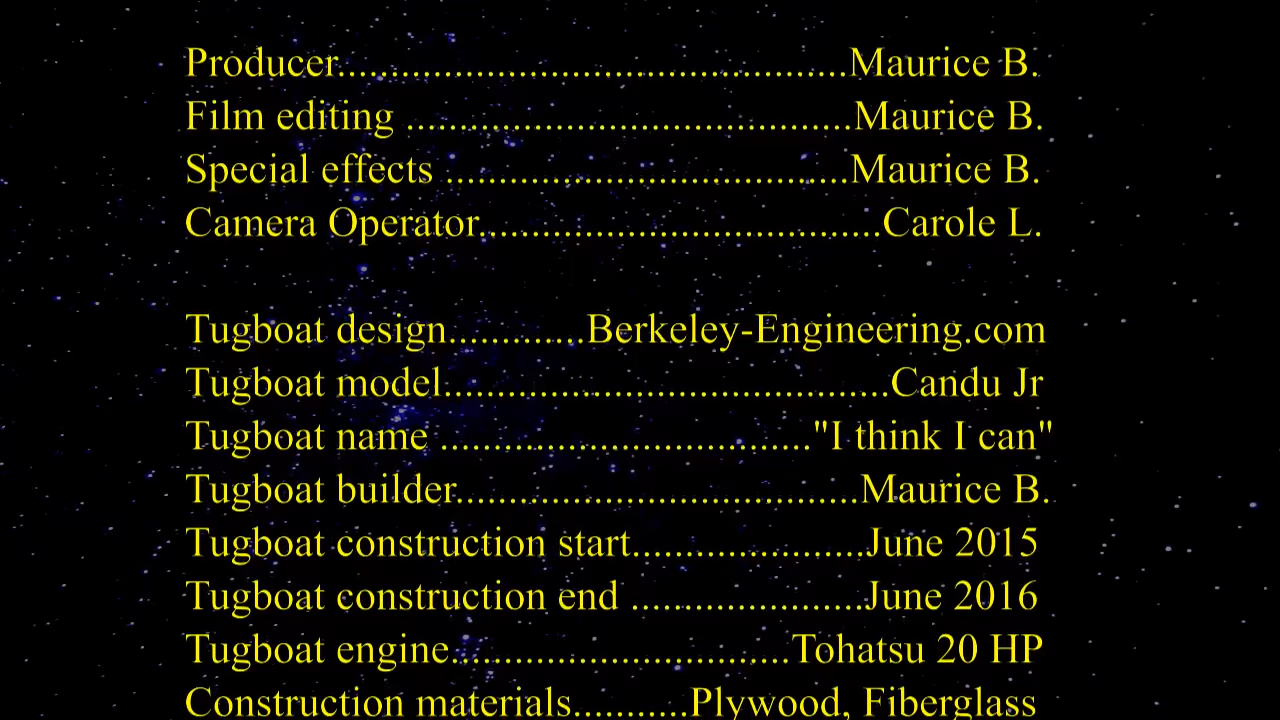 Producer................................................Maurice B.
Film editing ..........................................Maurice B.
Special effects ......................................Maurice B.
Camera Operator......................................Carole L.
Tugboat design.............Berkeley-Engineering.com
Tugboat model..........................................Candu Jr
Tugboat name ..................................."I think I can"
Tugboat builder......................................Maurice B.
Tugboat construction start......................June 2015
Tugboat construction end ......................June 2016
Tugboat engine................................Tohatsu 20 HP
Construction materials...........Plywood, Fiberglass